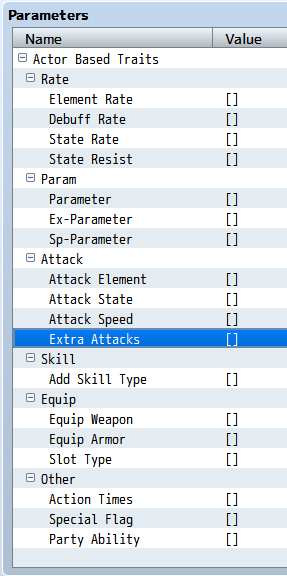 Parameters
Name Value
Actor Based Traits
Rate
Element Rate []
Debuff Rate []
State Rate []
State Resist []
Param
Parameter []
Ex-Parameter []
Sp-Parameter []
Attack
Attack Element []
Attack State []
Attack Speed []
Extra Attacks []
Skill
Add Skill Type []
Equip
Equip Weapon []
Equip Armor []
Slot Type []
Other
Action Times []
Special Flag []
Party Ability []